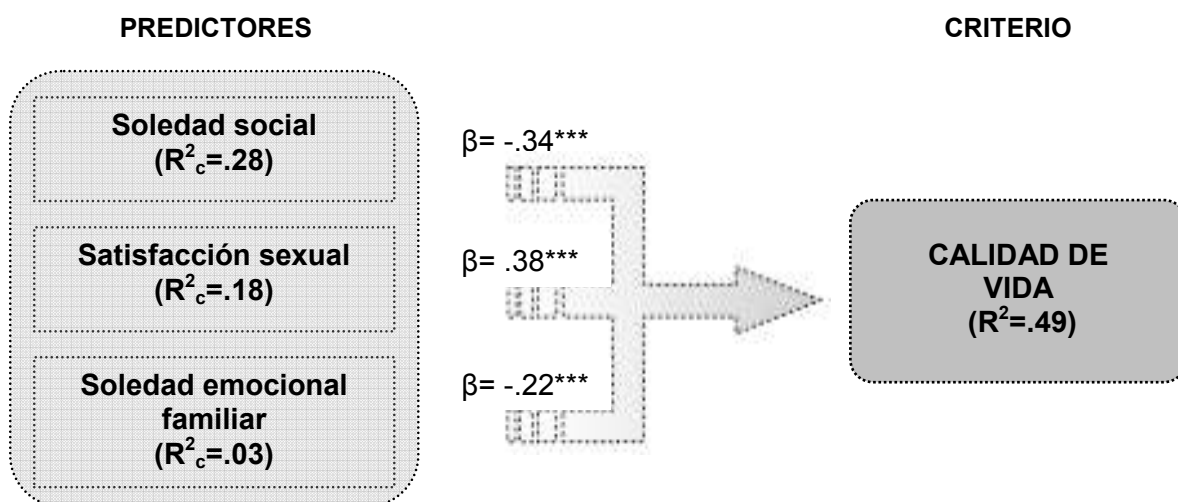 PREDICTORES
CRITERIO
Soledad social
(R²c=.28)
β= -.34***
Satisfacción sexual
(R²c=.18)
β= .38***
Soledad emocional
familiar
(R²c=.03)
β= -.22***
CALIDAD DE
VIDA
(R²=.49)